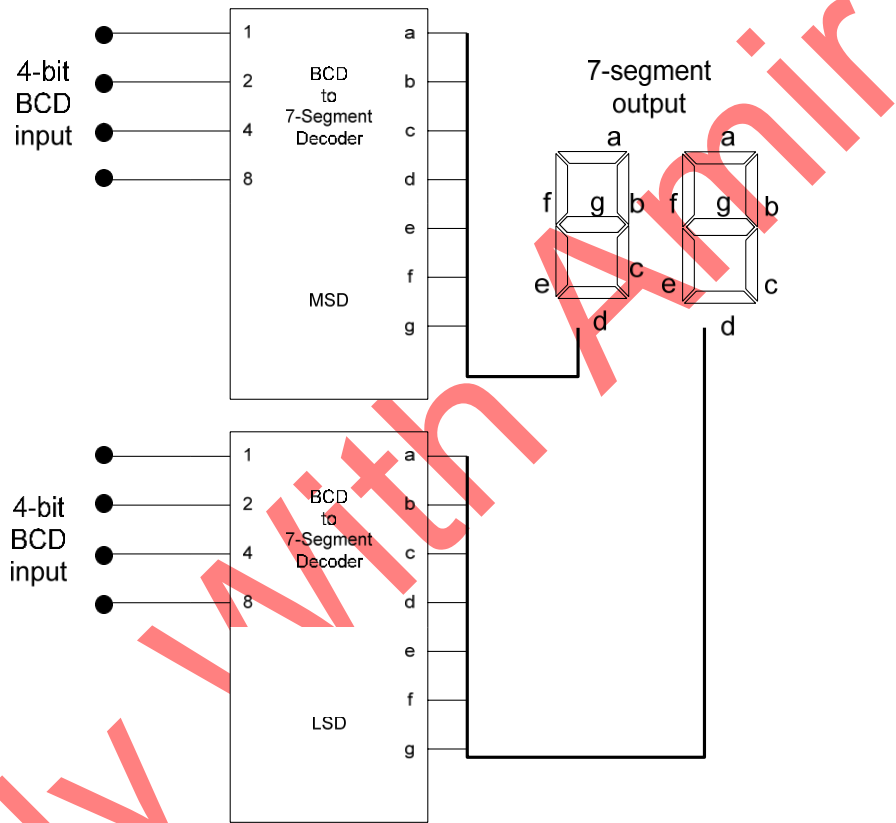 4-bit
BCD
input
1
2
4
8
BCD
to
7-Segment
Decoder
MSD
a
b
c
d
e
f
g
7-segment
output
a
f
g
b
e
c
d
a
f
g
b
e
c
d
4-bit
BCD
input
1
2
4
8
BCD
to
7-Segment
Decoder
LSD
a
b
c
d
e
f
g
y with Amir